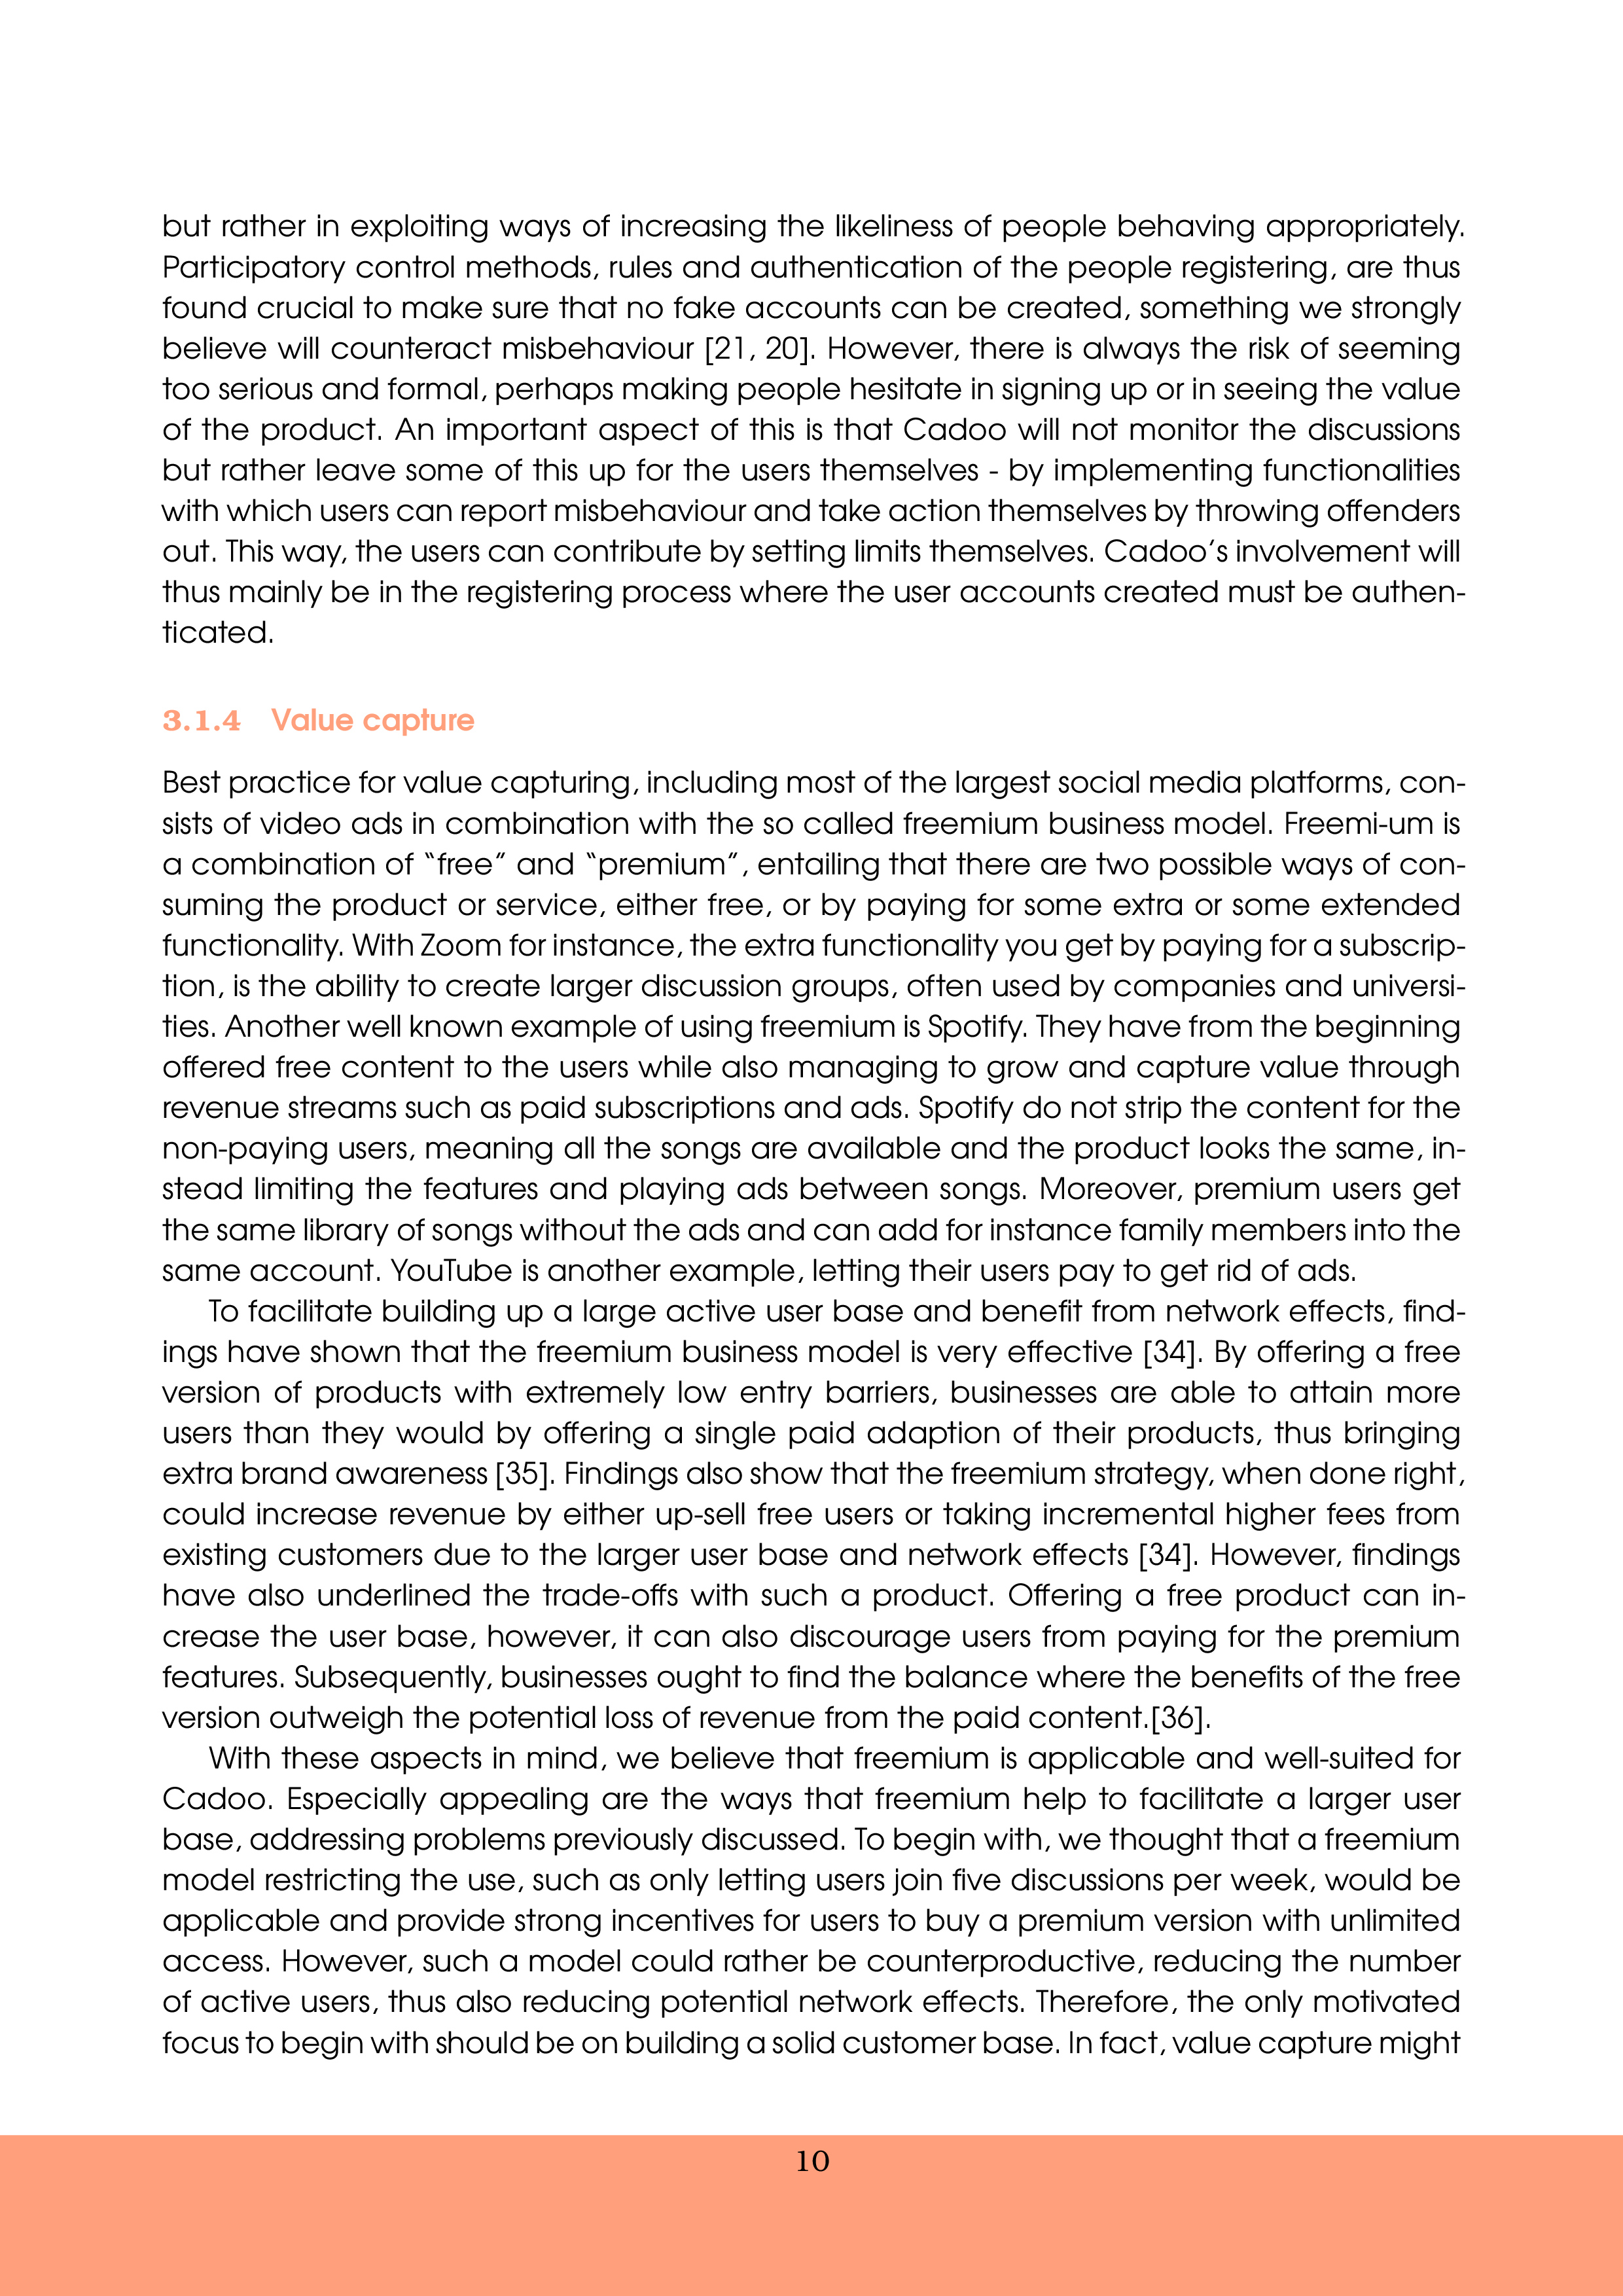 but rather in exploiting ways of increasing the likeliness of people behaving appropriately.
Participatory control methods, rules and authentication of the people registering, are thus
found crucial to make sure that no fake accounts can be created, something we strongly
believe will counteract misbehaviour [21, 20]. However, there is always the risk of seeming
too serious and formal, perhaps making people hesitate in signing up or in seeing the value
of the product. An important aspect of this is that Cadoo will not monitor the discussions
but rather leave some of this up for the users themselves - by implementing functionalities
with which users can report misbehaviour and take action themselves by throwing offenders
out. This way, the users can contribute by setting limits themselves. Cadoo's involvement will
thus mainly be in the registering process where the user accounts created must be authen-
ticated.
3.1.4 Value capture
Best practice for value capturing, including most of the largest social media platforms, con-
sists of video ads in combination with the so called freemium business model. Freemi-um is
a combination of “free” and “premium”, entailing that there are two possible ways of con-
suming the product or service, either free, or by paying for some extra or some extended
functionality. With Zoom for instance, the extra functionality you get by paying for a subscrip-
tion, is the ability to create larger discussion groups, often used by companies and universi-
ties. Another well known example of using freemium is Spotify. They have from the beginning
offered free content to the users while also managing to grow and capture value through
revenue streams such as paid subscriptions and ads. Spotify do not strip the content for the
non-paying users, meaning all the songs are available and the product looks the same, in-
stead limiting the features and playing ads between songs. Moreover, premium users get
the same library of songs without the ads and can add for instance family members into the
same account. YouTube is another example, letting their users pay to get rid of ads.
To facilitate building up a large active user base and benefit from network effects, find-
ings have shown that the freemium business model is very effective [34]. By offering a free
version of products with extremely low entry barriers, businesses are able to attain more
users than they would by offering a single paid adaption of their products, thus bringing
extra brand awareness [35]. Findings also show that the freemium strategy, when done right,
could increase revenue by either up-sell free users or taking incremental higher fees from
existing customers due to the larger user base and network effects [34]. However, findings
have also underlined the trade-offs with such a product. Offering a free product can in-
crease the user base, however, it can also discourage users from paying for the premium
features. Subsequently, businesses ought to find the balance where the benefits of the free
version outweigh the potential loss of revenue from the paid content.[36].
With these aspects in mind, we believe that freemium is applicable and well-suited for
Cadoo. Especially appealing are the ways that freemium help to facilitate a larger user
base, addressing problems previously discussed. To begin with, we thought that a freemium
model restricting the use, such as only letting users join five discussions per week, would be
applicable and provide strong incentives for users to buy a premium version with unlimited
access. However, such a model could rather be counterproductive, reducing the number
of active users, thus also reducing potential network effects. Therefore, the only motivated
focus to begin with should be on building a solid customer base. In fact, value capture might
10